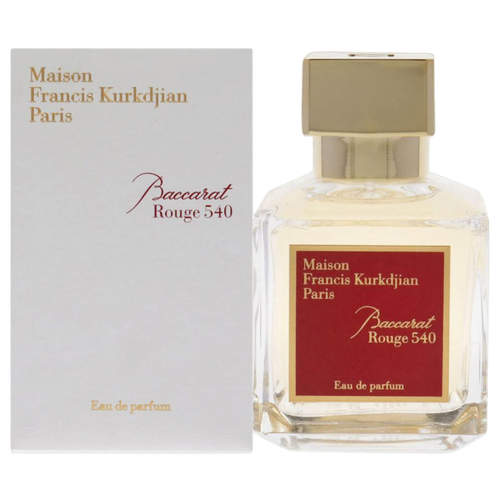 Maison
Francis Kurkdjian
Paris
Baccarat
Rouge 540
Eau de parfum
Maison
Francis Kurkdjian
Paris
Baccarat
Rouge 540
Eau de parfum